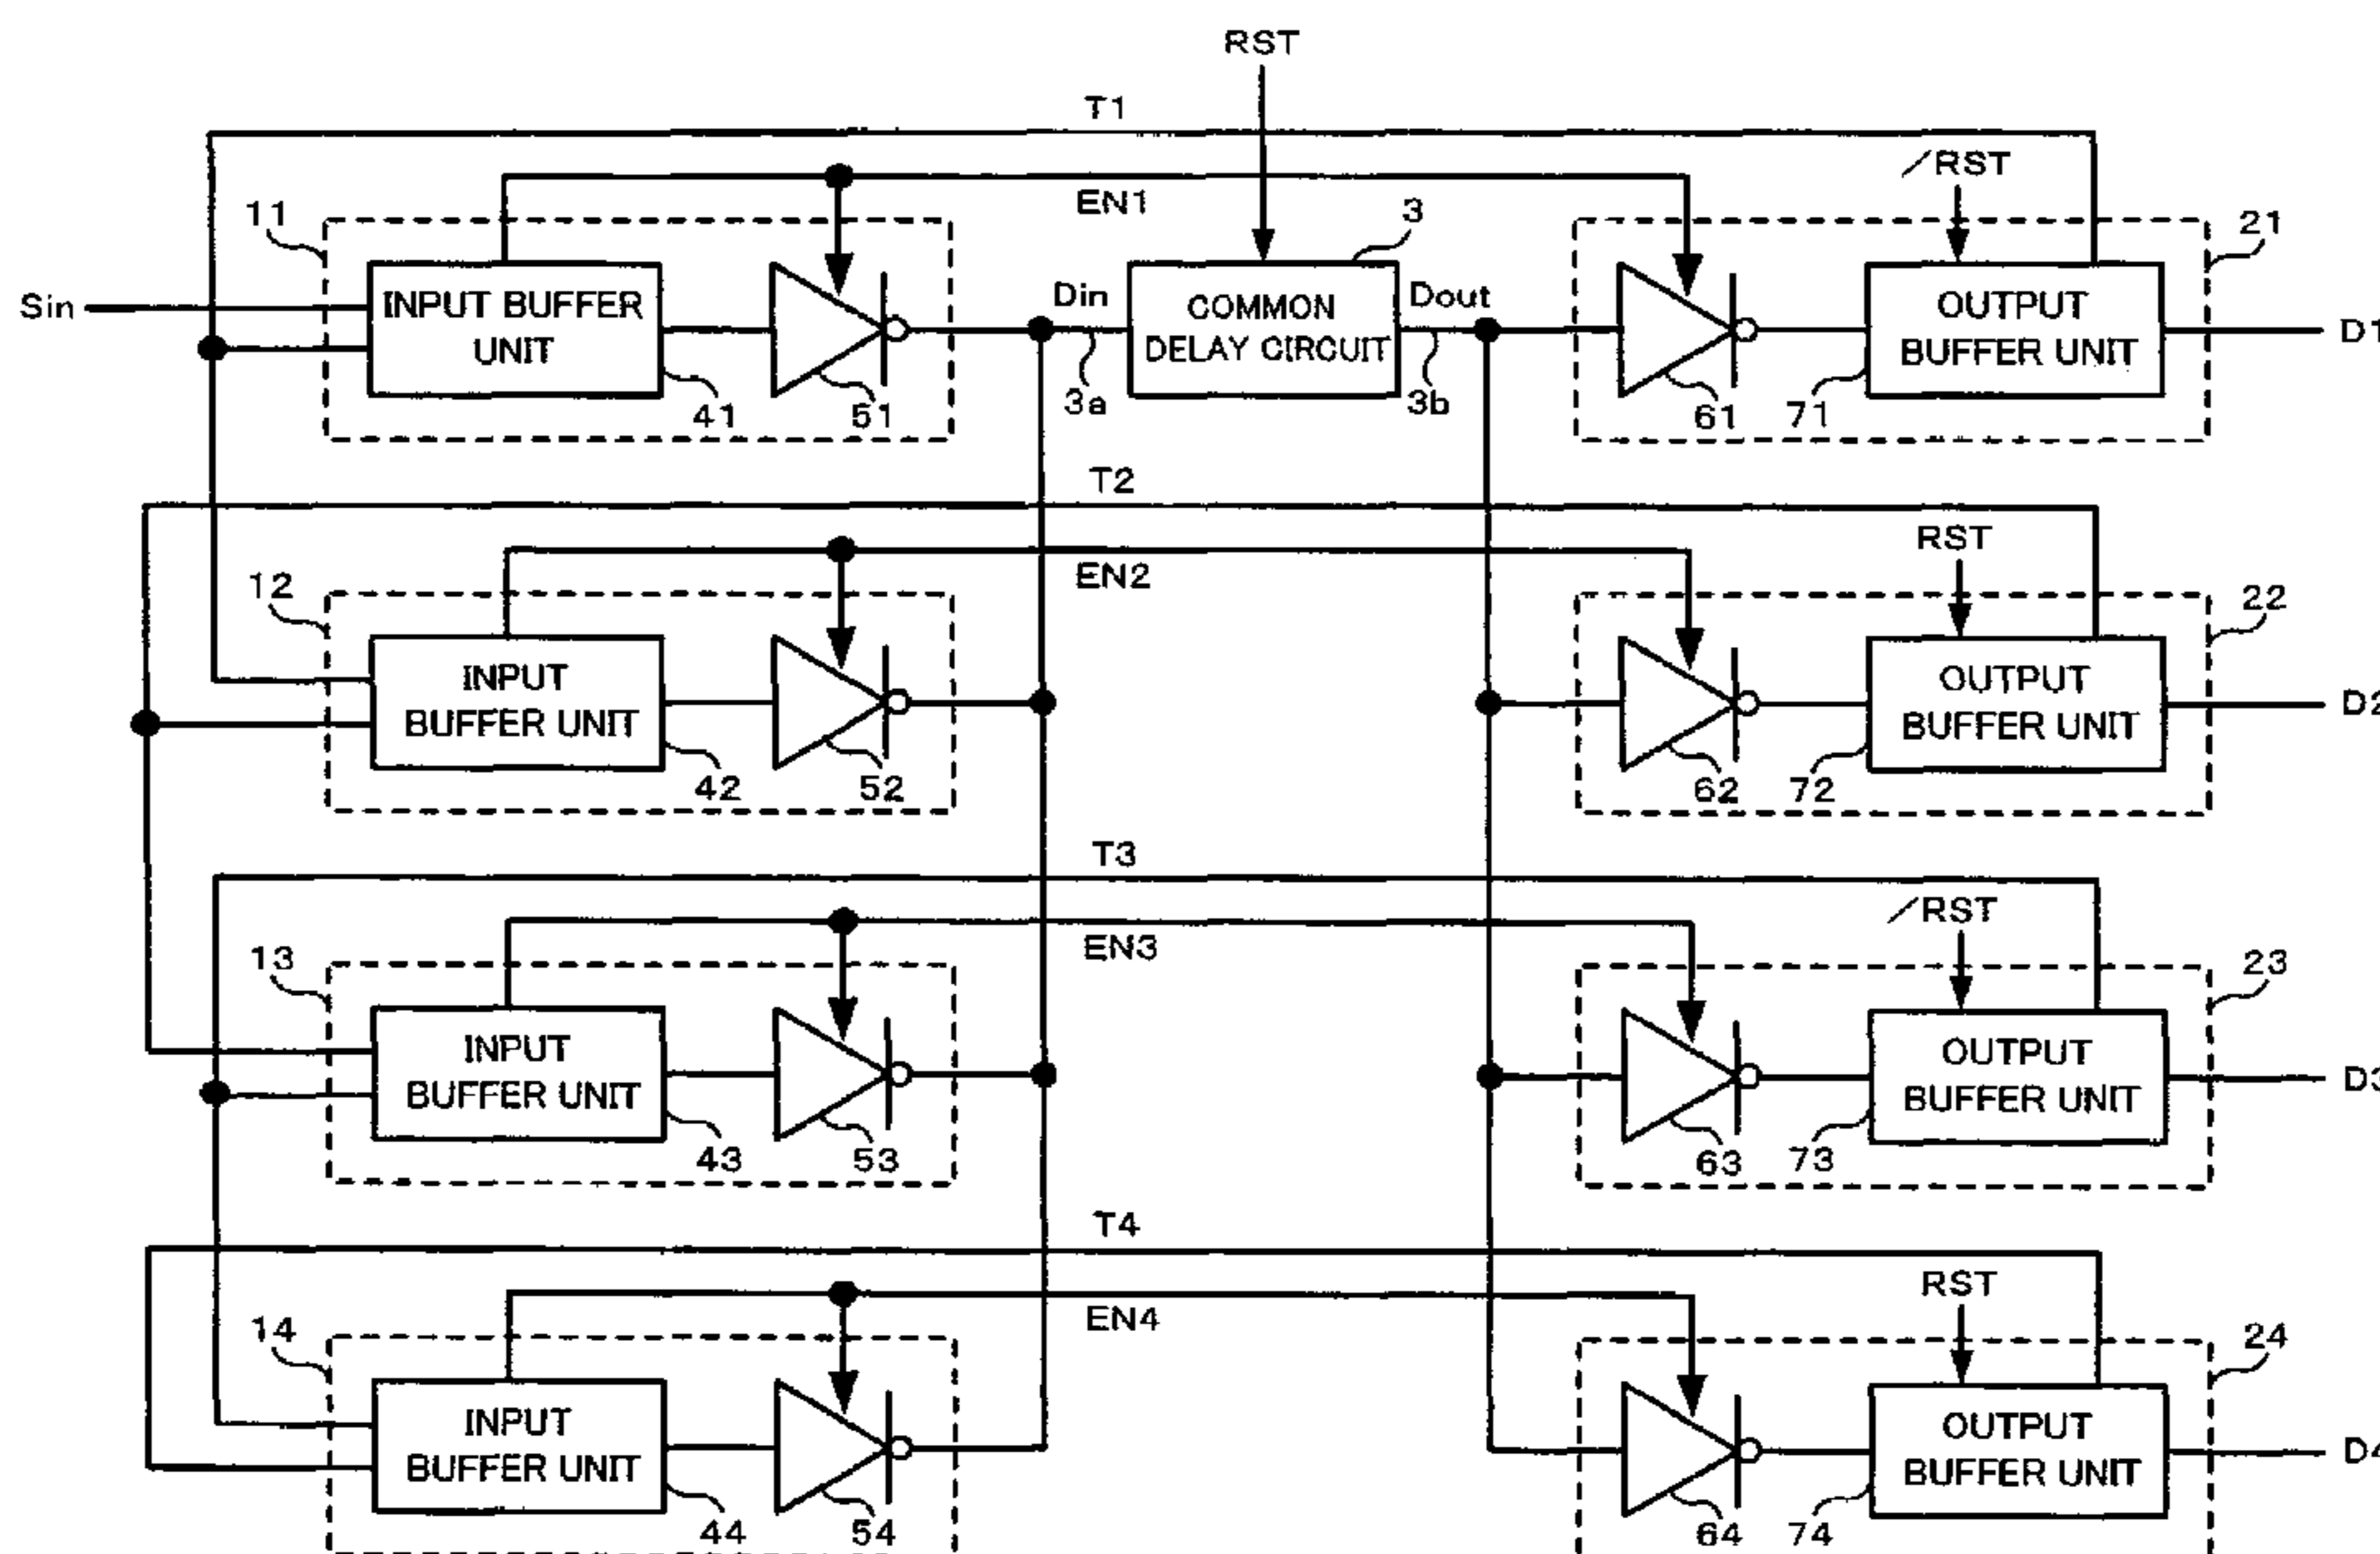 RST
T1
/RST
EN1
11
3
21
Sin
INPUT BUFFER
UNIT
Din
COMMON
DELAY CIRCUIT
Dout
OUTPUT
BUFFER UNIT
D1
41
51
3a
3b
61
71
T2
RST
EN2
12
22
INPUT
BUFFER UNIT
OUTPUT
BUFFER UNIT
D2
42
52
62
72
T3
/RST
EN3
13
23
INPUT
BUFFER UNIT
OUTPUT
BUFFER UNIT
D3
43
53
63
73
T4
RST
EN4
14
24
INPUT
BUFFER UNIT
OUTPUT
BUFFER UNIT
D4
44
54
64
74